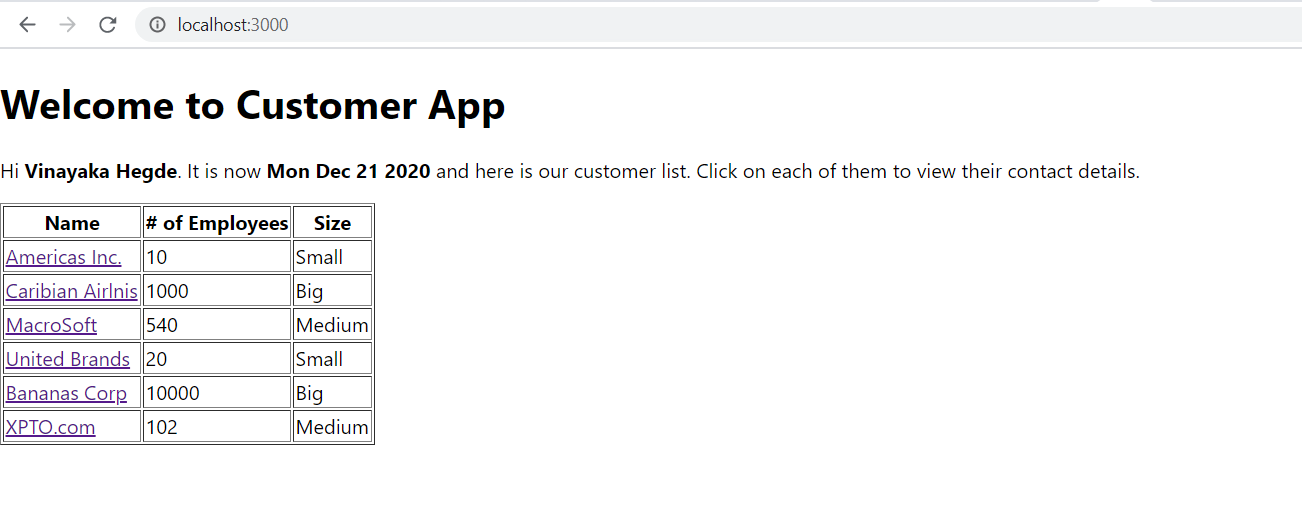 localhost:3000
Welcome to Customer App
Hi Vinayaka Hegde. It is now Mon Dec 21 2020 and here is our customer list. Click on each of them to view their contact details.
Name # of Employees Size
Americas Inc. 10 Small
Caribian Airlnis 1000 Big
MacroSoft 540 Medium
United Brands 20 Small
Bananas Corp 10000 Big
XPTO.com 102 Medium